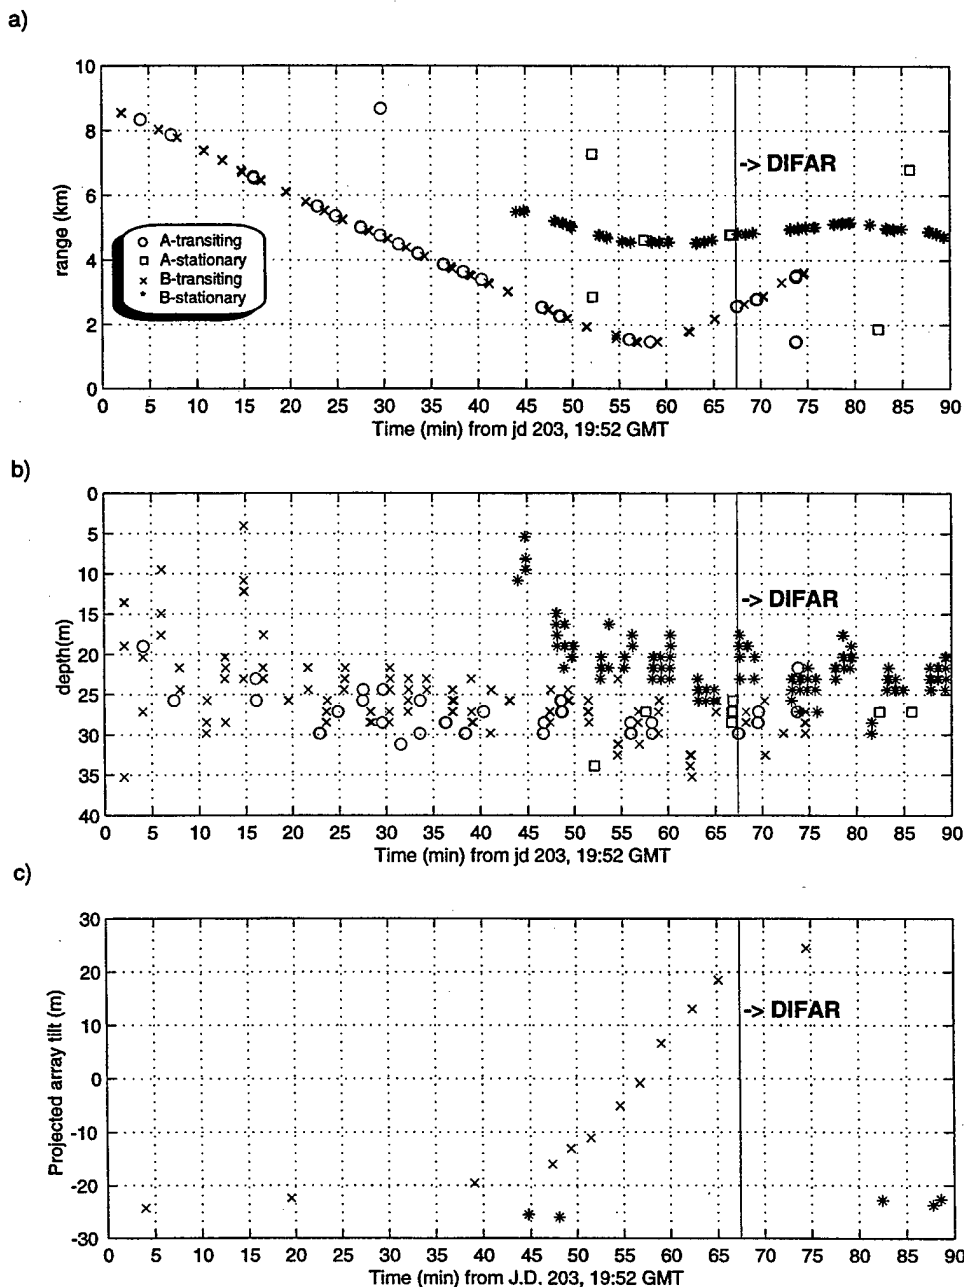 a)
10
8
6
4
2
0
range (km)
-> DIFAR
A-transiting
A-stationary
B-transiting
B-stationary
0 5 10 15 20 25 30 35 40 45 50 55 60 65 70 75 80 85 90
Time (min) from jd 203, 19:52 GMT
b)
0
5
10
15
20
25
30
35
40
depth(m)
-> DIFAR
0 5 10 15 20 25 30 35 40 45 50 55 60 65 70 75 80 85 90
Time (min) from jd 203, 19:52 GMT
c)
30
20
10
0
-10
-20
-30
Projected array tilt (m)
-> DIFAR
0 5 10 15 20 25 30 35 40 45 50 55 60 65 70 75 80 85 90
Time (min) from J.D. 203, 19:52 GMT